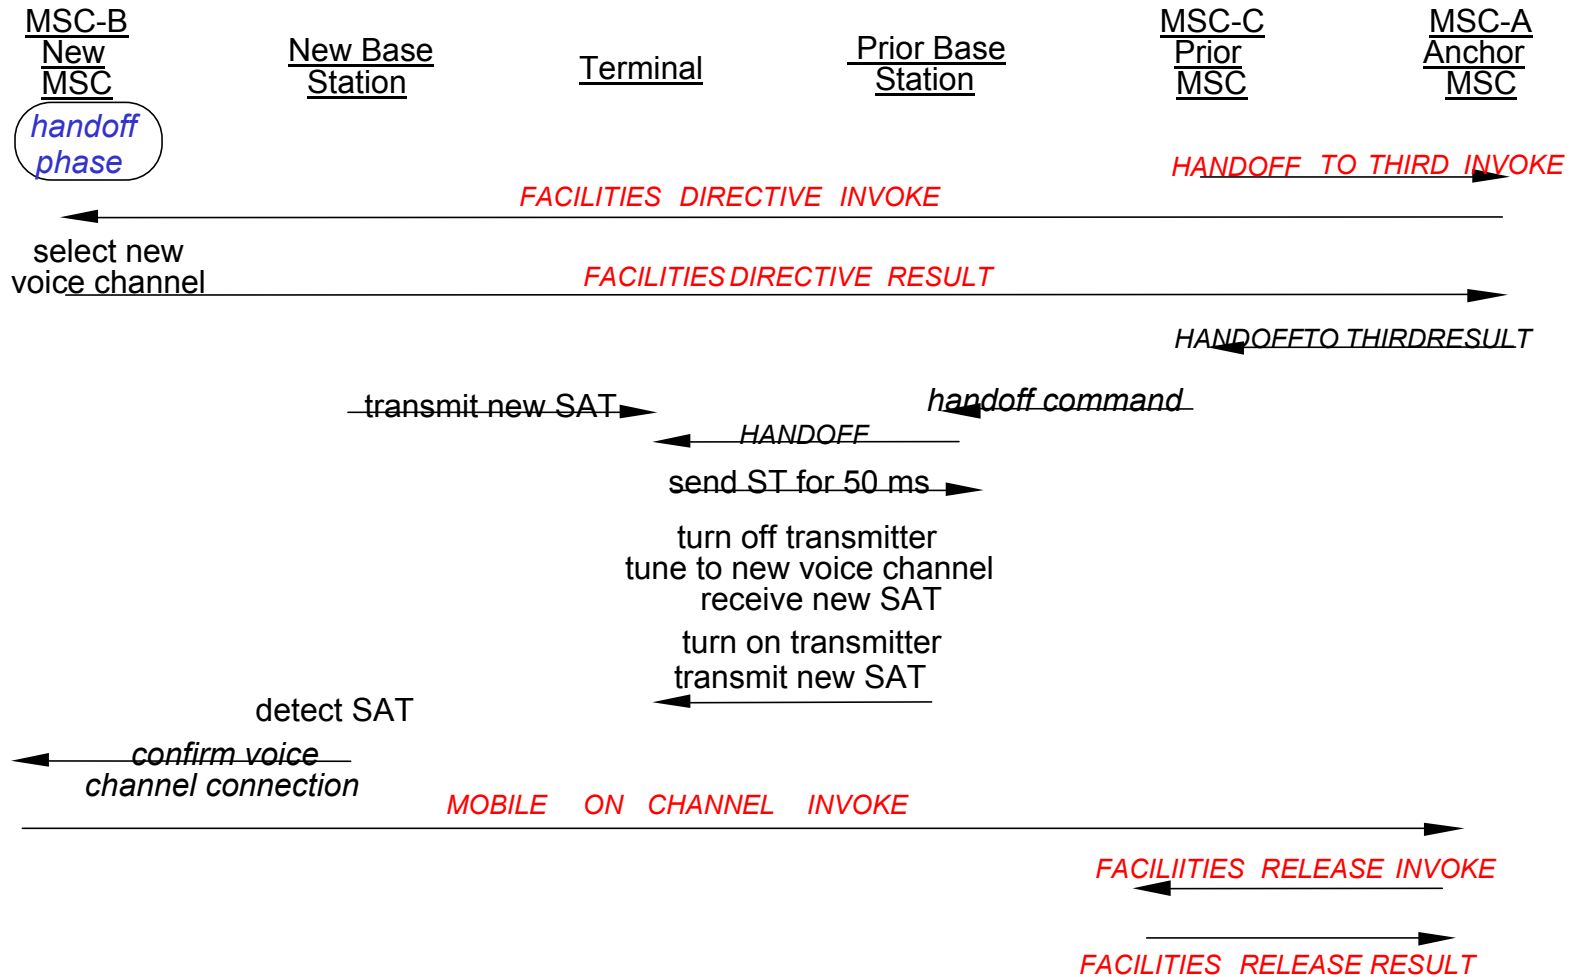 MSC-B
New
MSC
New Base
Station
Terminal
Prior Base
Station
MSC-C
Prior
MSC
MSC-A
Anchor
MSC
handoff
phase
HANDOFF TO THIRD INVOKE
FACILITIES DIRECTIVE INVOKE
select new
voice channel
FACILITIES DIRECTIVE RESULT
HANDOFFTO THIRDRESULT
transmit new SAT
handoff command
HANDOFF
send ST for 50 ms
turn off transmitter
tune to new voice channel
receive new SAT
turn on transmitter
transmit new SAT
detect SAT
confirm voice
channel connection
MOBILE ON CHANNEL INVOKE
FACILIITIES RELEASE INVOKE
FACILITIES RELEASE RESULT